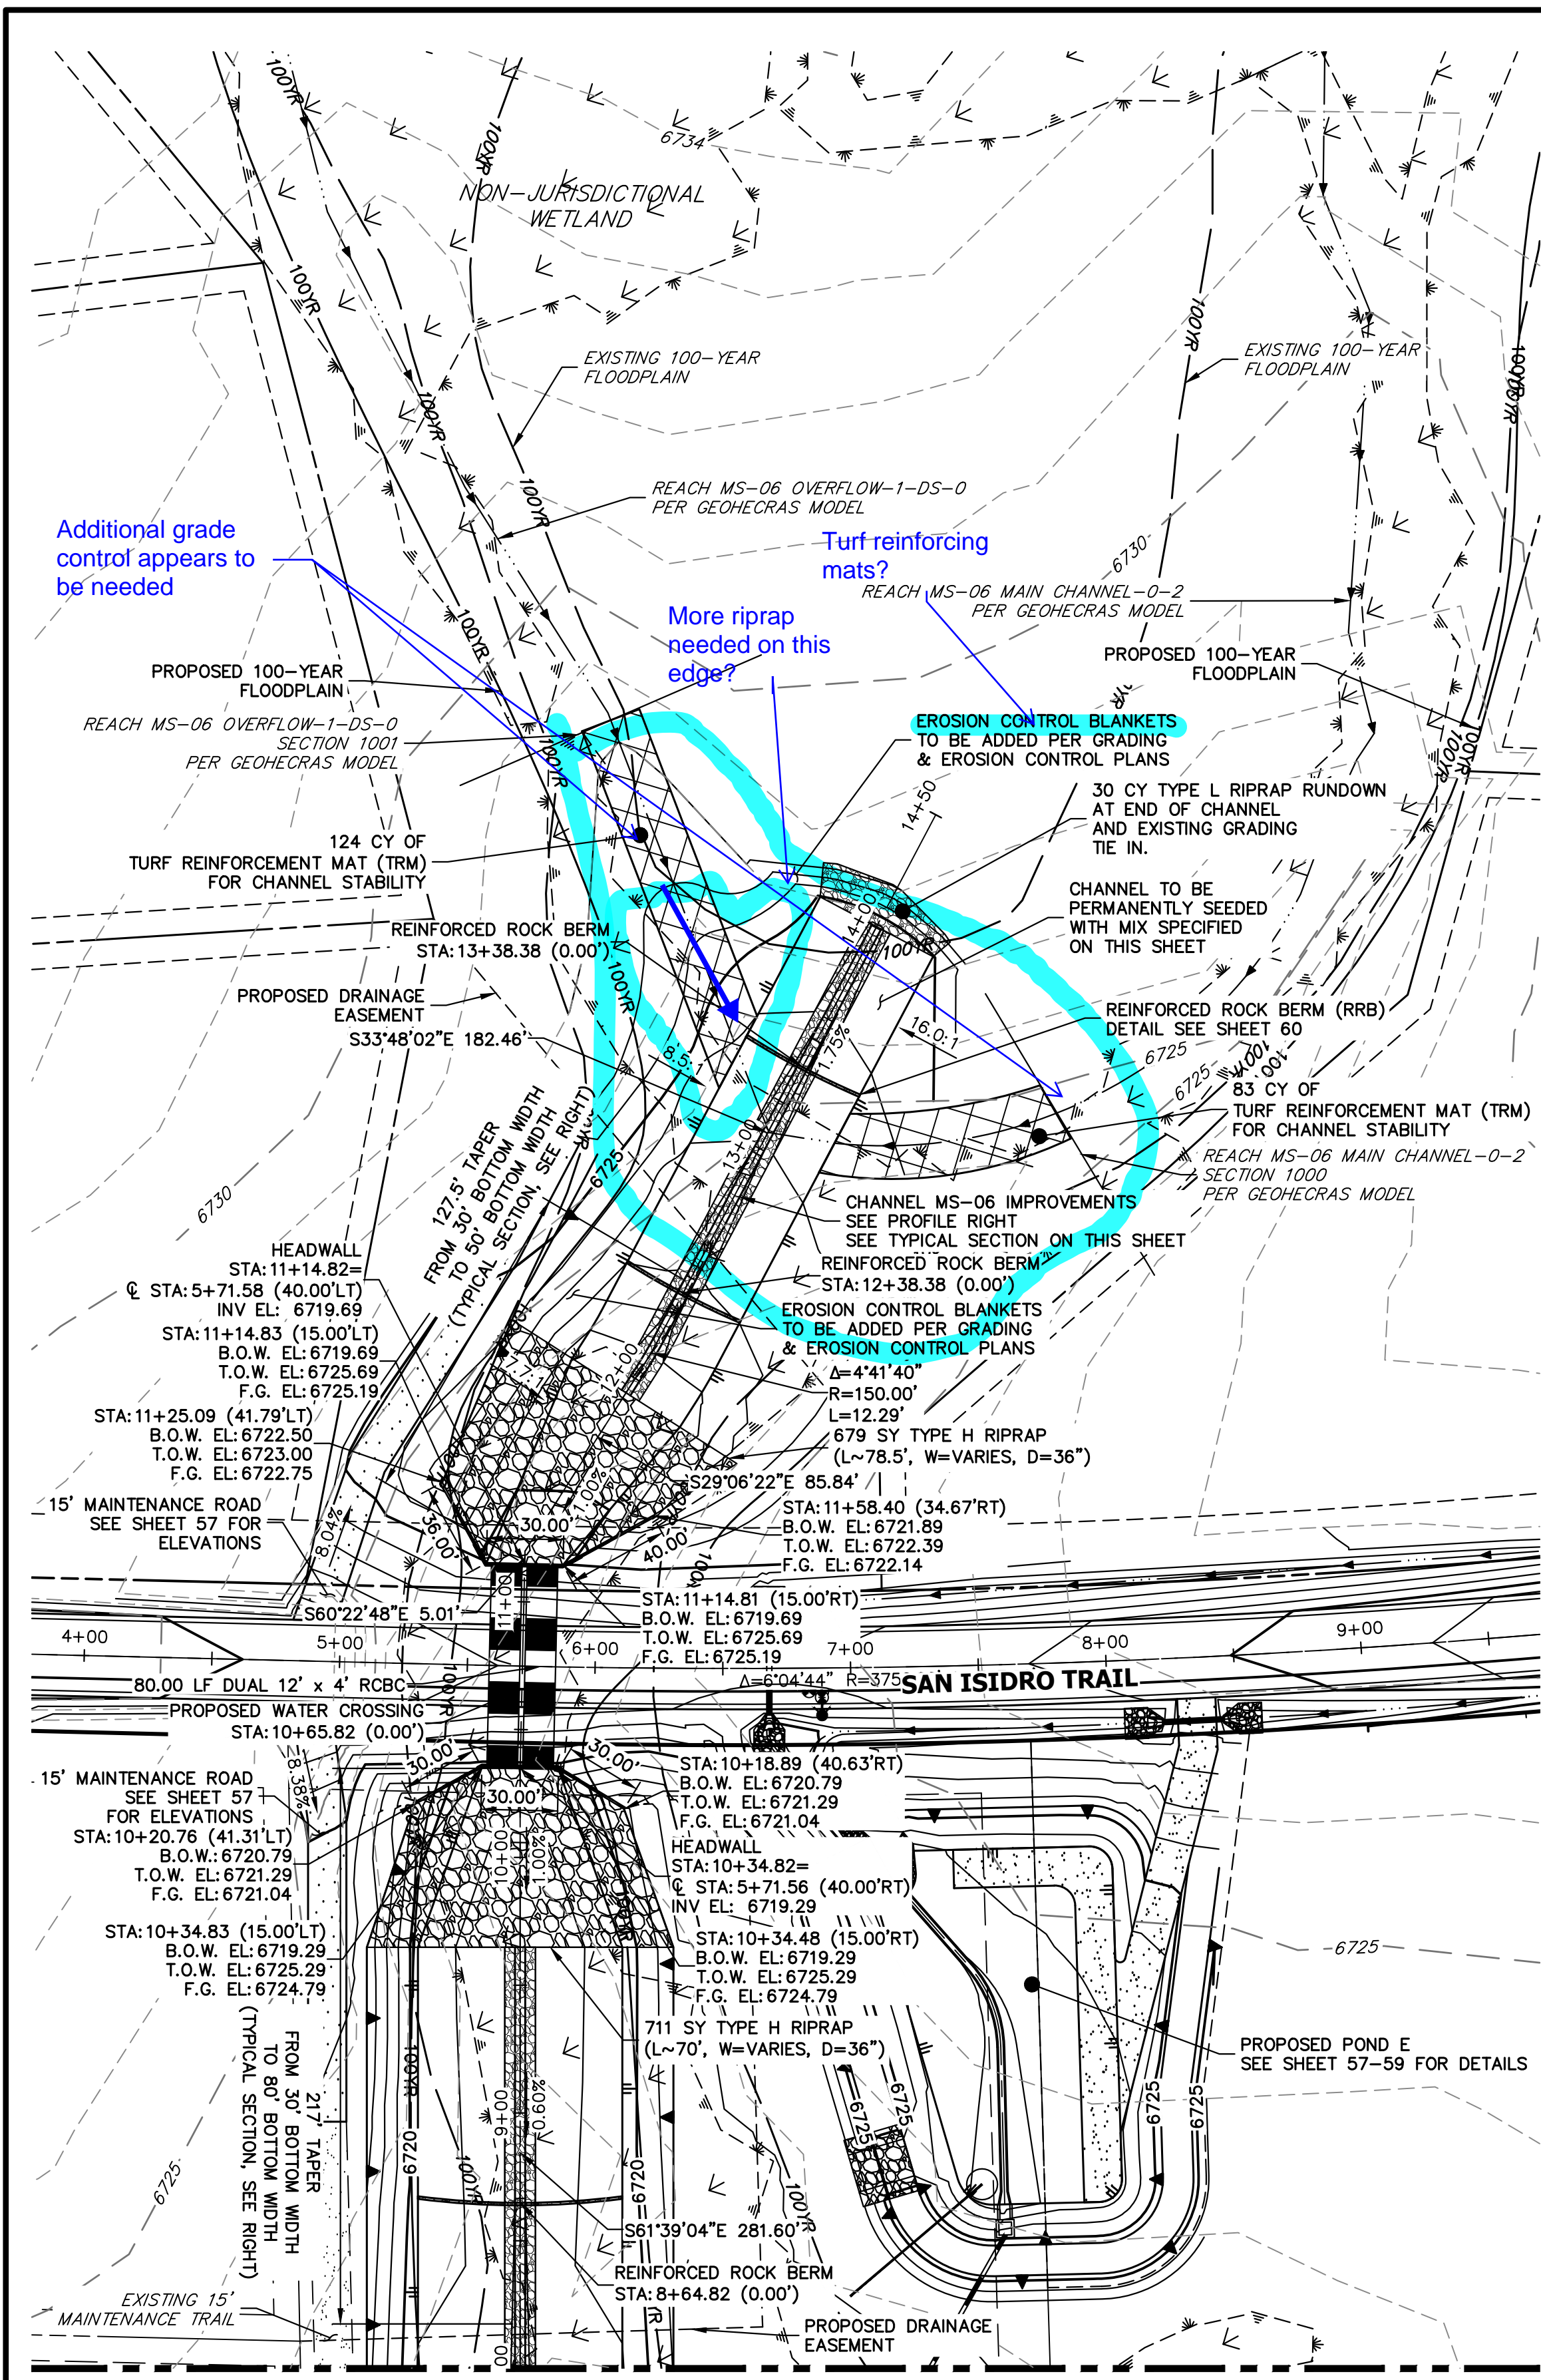 100YR
100YR
6734
NON-JURISDICTIONAL
WETLAND
100YR
100YR
100YR
100YR
EXISTING 100-YEAR
FLOODPLAIN
EXISTING 100-YEAR
FLOODPLAIN
100YR
100YR
REACH MS-06 OVERFLOW-1-DS-0
PER GEOHECRAS MODEL
Additional grade
control appears to
be needed
Turf reinforcing
mats?
6730
REACH MS-06 MAIN CHANNEL-0-2
PER GEOHECRAS MODEL
More riprap
needed on this
edge?
100YR
PROPOSED 100-YEAR
FLOODPLAIN
PROPOSED 100-YEAR
FLOODPLAIN
REACH MS-06 OVERFLOW-1-DS-0
SECTION 1001
PER GEOHECRAS MODEL
100YR
100YR
100YR
EROSION CONTROL BLANKETS
TO BE ADDED PER GRADING
& EROSION CONTROL PLANS
14+50
30 CY TYPE L RIPRAP RUNDOWN
AT END OF CHANNEL
AND EXISTING GRADING
TIE IN.
124 CY OF
TURF REINFORCEMENT MAT (TRM)
FOR CHANNEL STABILITY
CHANNEL TO BE
PERMANENTLY SEEDED
WITH MIX SPECIFIED
ON THIS SHEET
14+00
100YR
REINFORCED ROCK BERM
STA:13+38.38 (0.00')
100YR
PROPOSED DRAINAGE
EASEMENT
S33°48'02"E 182.46'
REINFORCED ROCK BERM (RRB)
DETAIL SEE SHEET 60
16.0:1
1.75%
8.5:1
6725
6725
83 CY OF
TURF REINFORCEMENT MAT (TRM)
FOR CHANNEL STABILITY
REACH MS-06 MAIN CHANNEL-0-2
SECTION 1000
PER GEOHECRAS MODEL
13+00
127.5' TAPER
FROM 30' BOTTOM WIDTH
TO 50' BOTTOM WIDTH
(TYPICAL SECTION, SEE RIGHT)
6725
6730
CHANNEL MS-06 IMPROVEMENTS
SEE PROFILE RIGHT
SEE TYPICAL SECTION ON THIS SHEET
REINFORCED ROCK BERM
STA:12+38.38 (0.00')
EROSION CONTROL BLANKETS
TO BE ADDED PER GRADING
& EROSION CONTROL PLANS
HEADWALL
STA:11+14.82=
℄ STA:5+71.58 (40.00'LT)
INV EL: 6719.69
STA:11+14.83 (15.00'LT)
B.O.W. EL:6719.69
T.O.W. EL:6725.69
F.G. EL:6725.19
STA:11+25.09 (41.79'LT)
B.O.W. EL:6722.50
T.O.W. EL:6723.00
F.G. EL:6722.75
12+00
Δ=4°41'40"
R=150.00'
L=12.29'
679 SY TYPE H RIPRAP
(L~78.5', W=VARIES, D=36")
S29°06'22"E 85.84'
15' MAINTENANCE ROAD
SEE SHEET 57 FOR
ELEVATIONS
8.04%
36.00'
1.00%
30.00'
40.00'
STA:11+58.40 (34.67'RT)
B.O.W. EL:6721.89
T.O.W. EL:6722.39
F.G. EL:6722.14
11+00
STA:11+14.81 (15.00'RT)
B.O.W. EL:6719.69
T.O.W. EL:6725.69
F.G. EL:6725.19
S60°22'48"E 5.01'
4+00
5+00
6+00
7+00
8+00
9+00
100YR
Δ=6°04'44" R=375
SAN ISIDRO TRAIL
80.00 LF DUAL 12' x 4' RCBC
PROPOSED WATER CROSSING
STA:10+65.82 (0.00')
30.00'
30.00'
30.00'
8.38%
15' MAINTENANCE ROAD
SEE SHEET 57
FOR ELEVATIONS
STA:10+20.76 (41.31'LT)
B.O.W.:6720.79
T.O.W. EL:6721.29
F.G. EL:6721.04
STA:10+18.89 (40.63'RT)
B.O.W. EL:6720.79
T.O.W. EL:6721.29
F.G. EL:6721.04
HEADWALL
STA:10+34.82=
℄ STA:5+71.56 (40.00'RT)
INV EL: 6719.29
10+00
1.00%
100YR
STA:10+34.83 (15.00'LT)
B.O.W. EL:6719.29
T.O.W. EL:6725.29
F.G. EL:6724.79
STA:10+34.48 (15.00'RT)
B.O.W. EL:6719.29
T.O.W. EL:6725.29
F.G. EL:6724.79
6725
711 SY TYPE H RIPRAP
(L~70', W=VARIES, D=36")
PROPOSED POND E
SEE SHEET 57-59 FOR DETAILS
217' TAPER
FROM 30' BOTTOM WIDTH
TO 80' BOTTOM WIDTH
(TYPICAL SECTION, SEE RIGHT)
6725
100YR
6720
100YR
9+00
0.60%
6720
100YR
6725
6725
6725
6725
S61°39'04"E 281.60'
REINFORCED ROCK BERM
STA:8+64.82 (0.00')
EXISTING 15'
MAINTENANCE TRAIL
PROPOSED DRAINAGE
EASEMENT